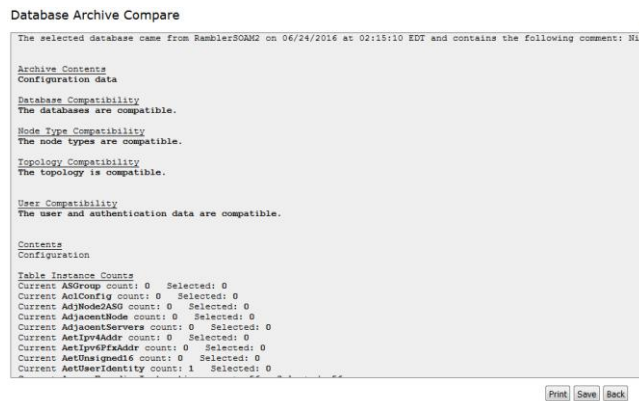 Database Archive Compare
The selected database came from RamblerSOAM2 on 06/24/2016 at 02:15:10 EDT and contains the following comment: Ni
Archive Contents
Configuration data
Database Compatibility
The databases are compatible.
Node Type Compatibility
The node types are compatible.
Topology Compatibility
The topology is compatible.
User Compatibility
The user and authentication data are compatible.
Contents
Configuration
Table Instance Counts
Current ASGroup count: 0 Selected: 0
Current AclConfig count: 0 Selected: 0
Current AdjNode2ASG count: 0 Selected: 0
Current AdjacentNode count: 0 Selected: 0
Current AdjacentServers count: 0 Selected: 0
Current AetIpv4Addr count: 0 Selected: 0
Current AetIpv6PfxAddr count: 0 Selected: 0
Current AetUnsigned16 count: 0 Selected: 0
Current AetUserIdentity count: 1 Selected: 0
Print Save Back